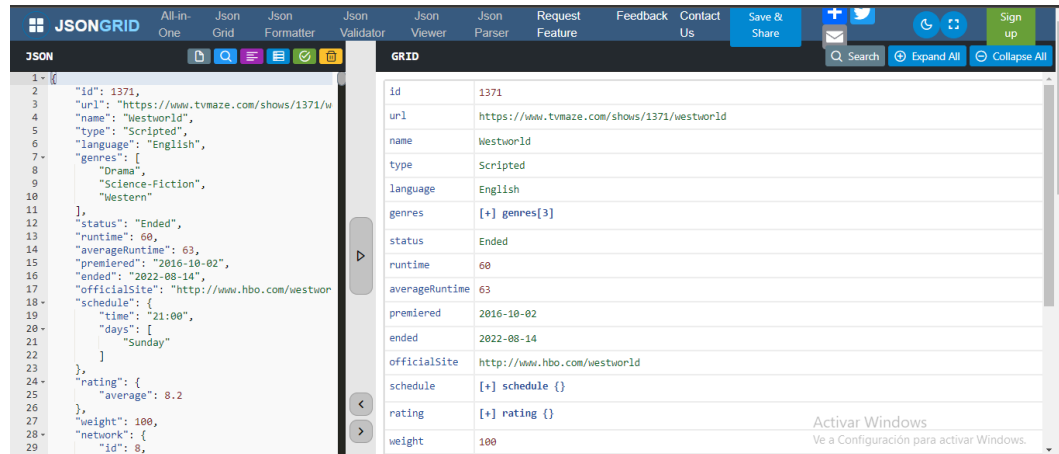 JSONGRID
All-in-One
Json Grid
Json Formatter
Json Validator
Json Viewer
Json Parser
Request Feature
Feedback
Contact Us
Save & Share
Sign up
JSON
GRID
Search
Expand All
Collapse All
1 {
2 "id": 1371,
3 "url": "https://www.tvmaze.com/shows/1371/w
4 "name": "Westworld",
5 "type": "Scripted",
6 "language": "English",
7 "genres": [
8 "Drama",
9 "Science-Fiction",
10 "Western"
11 ],
12 "status": "Ended",
13 "runtime": 60,
14 "averageRuntime": 63,
15 "premiered": "2016-10-02",
16 "ended": "2022-08-14",
17 "officialSite": "http://www.hbo.com/westwor
18 "schedule": {
19 "time": "21:00",
20 "days": [
21 "Sunday"
22 ]
23 },
24 "rating": {
25 "average": 8.2
26 },
27 "weight": 100,
28 "network": {
29 "id": 8,
id 1371
url https://www.tvmaze.com/shows/1371/westworld
name Westworld
type Scripted
language English
genres [+] genres[3]
status Ended
runtime 60
averageRuntime 63
premiered 2016-10-02
ended 2022-08-14
officialSite http://www.hbo.com/westworld
schedule [+] schedule {}
rating [+] rating {}
weight 100
Activar Windows
Ve a Configuración para activar Windows.